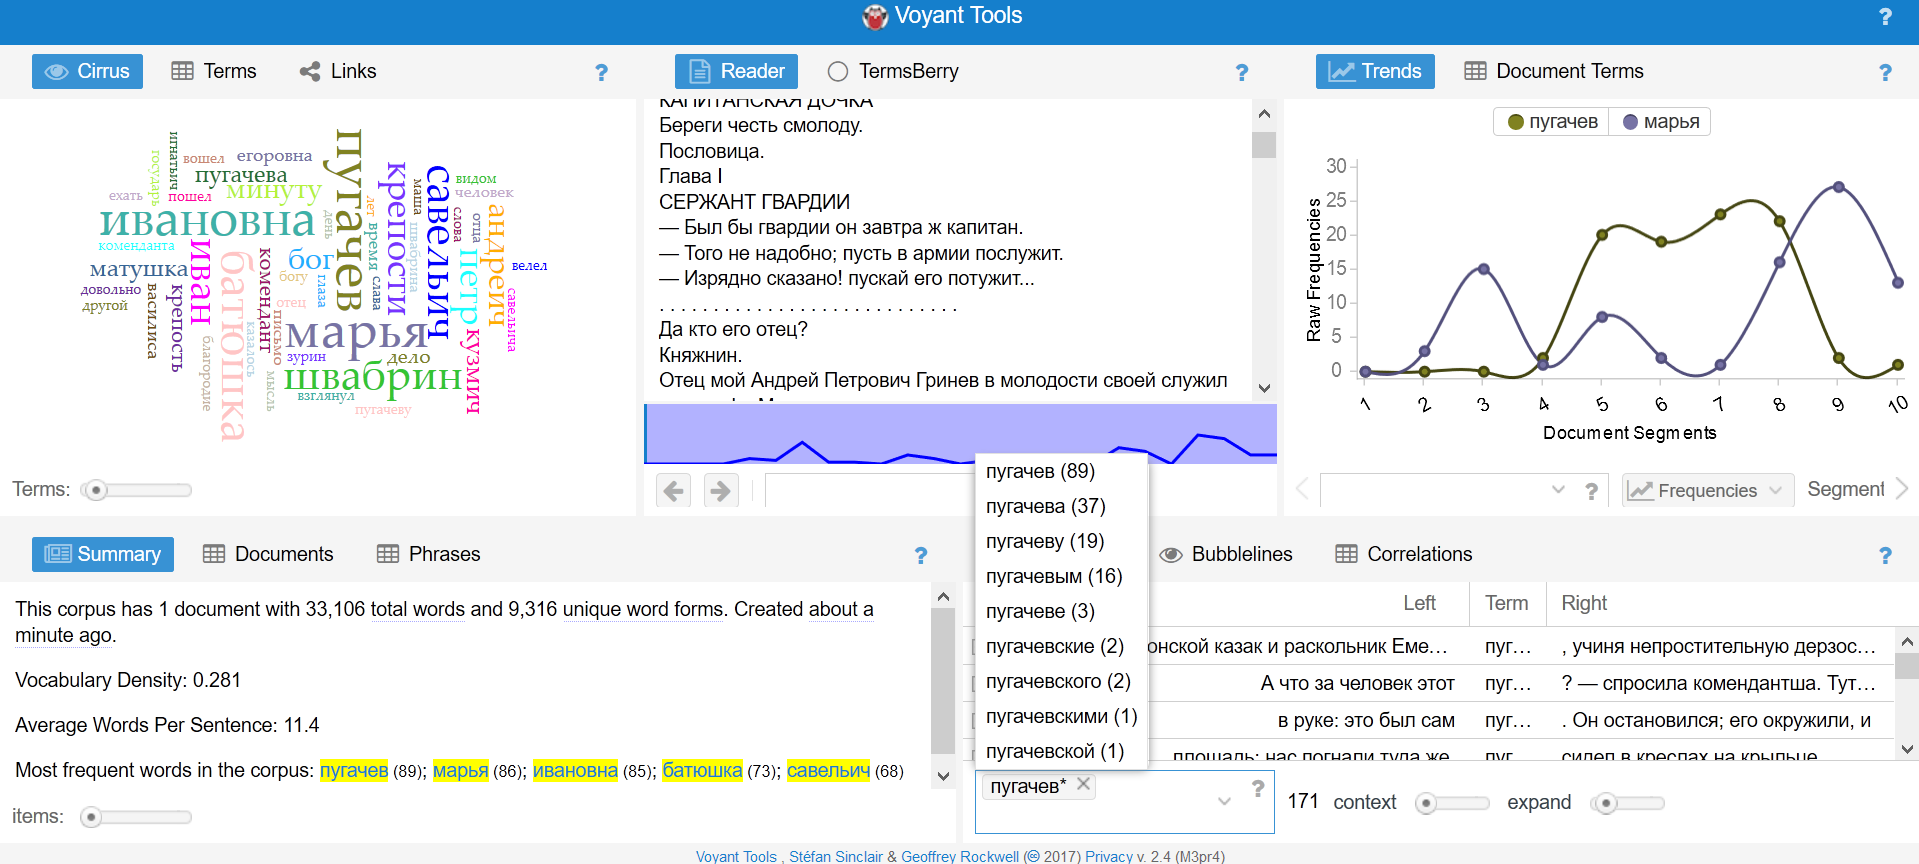 Voyant Tools
?
Cirrus Terms Links ?
игнатьич
государь
вошел
егоровна
пугачева
минуту
пугачев
ехать
пошел
ивановна
день
лет
время
крепости
маша
швабрина
савельич
видом
человек
слова
отца
андреич
петр
велел
коменданта
матушка
иван
батюшка
комендант
бог
богу
глаза
слава
довольно
другой
василиса
крепость
отец
письмо
марья
савельича
кузмич
благородие
казалось
мысль
зурин
дело
швабрин
взглянул
пугачеву
Terms:
Reader TermsBerry ?
КАПИТАНСКАЯ ДОЧКА
Береги честь смолоду.
Пословица.
Глава I
СЕРЖАНТ ГВАРДИИ
— Был бы гвардии он завтра ж капитан.
— Того не надобно; пусть в армии послужит.
— Изрядно сказано! пускай его потужит...
. . . . . . . . . . . . . . . . . . . . . . . . . . . .
Да кто его отец?
Княжнин.
Отец мой Андрей Петрович Гринев в молодости своей служил
Trends Document Terms ?
пугачев марья
Raw Frequencies
30
25
20
15
10
5
0
1 2 3 4 5 6 7 8 9 10
Document Segments
? Frequencies Segment
Summary Documents Phrases ?
This corpus has 1 document with 33,106 total words and 9,316 unique word forms. Created about a
minute ago.
Vocabulary Density: 0.281
Average Words Per Sentence: 11.4
Most frequent words in the corpus: пугачев (89); марья (86); ивановна (85); батюшка (73); савельич (68)
items:
пугачев (89)
пугачева (37)
пугачеву (19)
пугачевым (16)
пугачеве (3)
пугачевские (2)
пугачевского (2)
пугачевскими (1)
пугачевской (1)
Bubblelines Correlations ?
Left Term Right
онской казак и раскольник Еме... пуг... , учиня непростительную дерзос...
А что за человек этот пуг... ? — спросила комендантша. Тут...
в руке: это был сам пуг... . Он остановился; его окружили, и
площадь: нас погнали туда же. пуг... сидел в креслах на крыльце
пугачев* ? 171 context expand
Voyant Tools , Stéfan Sinclair & Geoffrey Rockwell (© 2017) Privacy v. 2.4 (M3pr4)